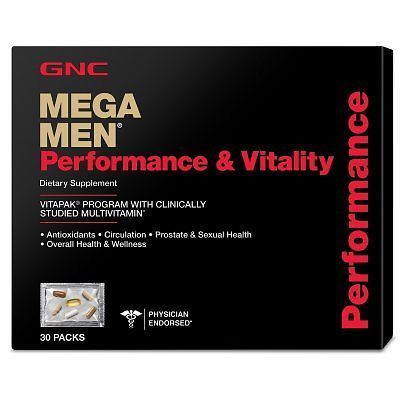 GNC
MEGA
MEN®
Performance & Vitality
Dietary Supplement
VITAPAK® PROGRAM WITH CLINICALLY
STUDIED MULTIVITAMIN*
• Antioxidants • Circulation • Prostate & Sexual Health
• Overall Health & Wellness
30 PACKS
PHYSICIAN
ENDORSED^
Performance